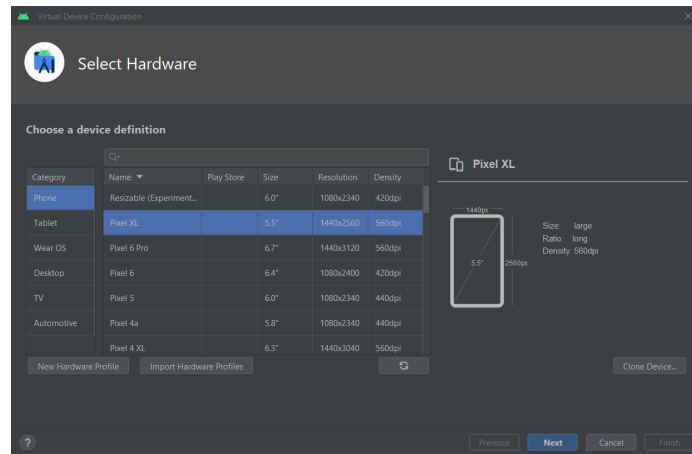 Virtual Device Configuration
Select Hardware
Choose a device definition
Category
Phone
Tablet
Wear OS
Desktop
TV
Automotive
Name Play Store Size Resolution Density
Resizable (Experiment... 6.0" 1080x2340 420dpi
Pixel XL 5.5" 1440x2560 560dpi
Pixel 6 Pro 6.7" 1440x3120 560dpi
Pixel 6 6.4" 1080x2400 420dpi
Pixel 5 6.0" 1080x2340 440dpi
Pixel 4a 5.8" 1080x2340 440dpi
Pixel 4 XL 6.3" 1440x3040 560dpi
New Hardware Profile Import Hardware Profiles
Pixel XL
1440px
5.5"
2560px
Size: large
Ratio: long
Density: 560dpi
Clone Device...
? Previous Next Cancel Finish